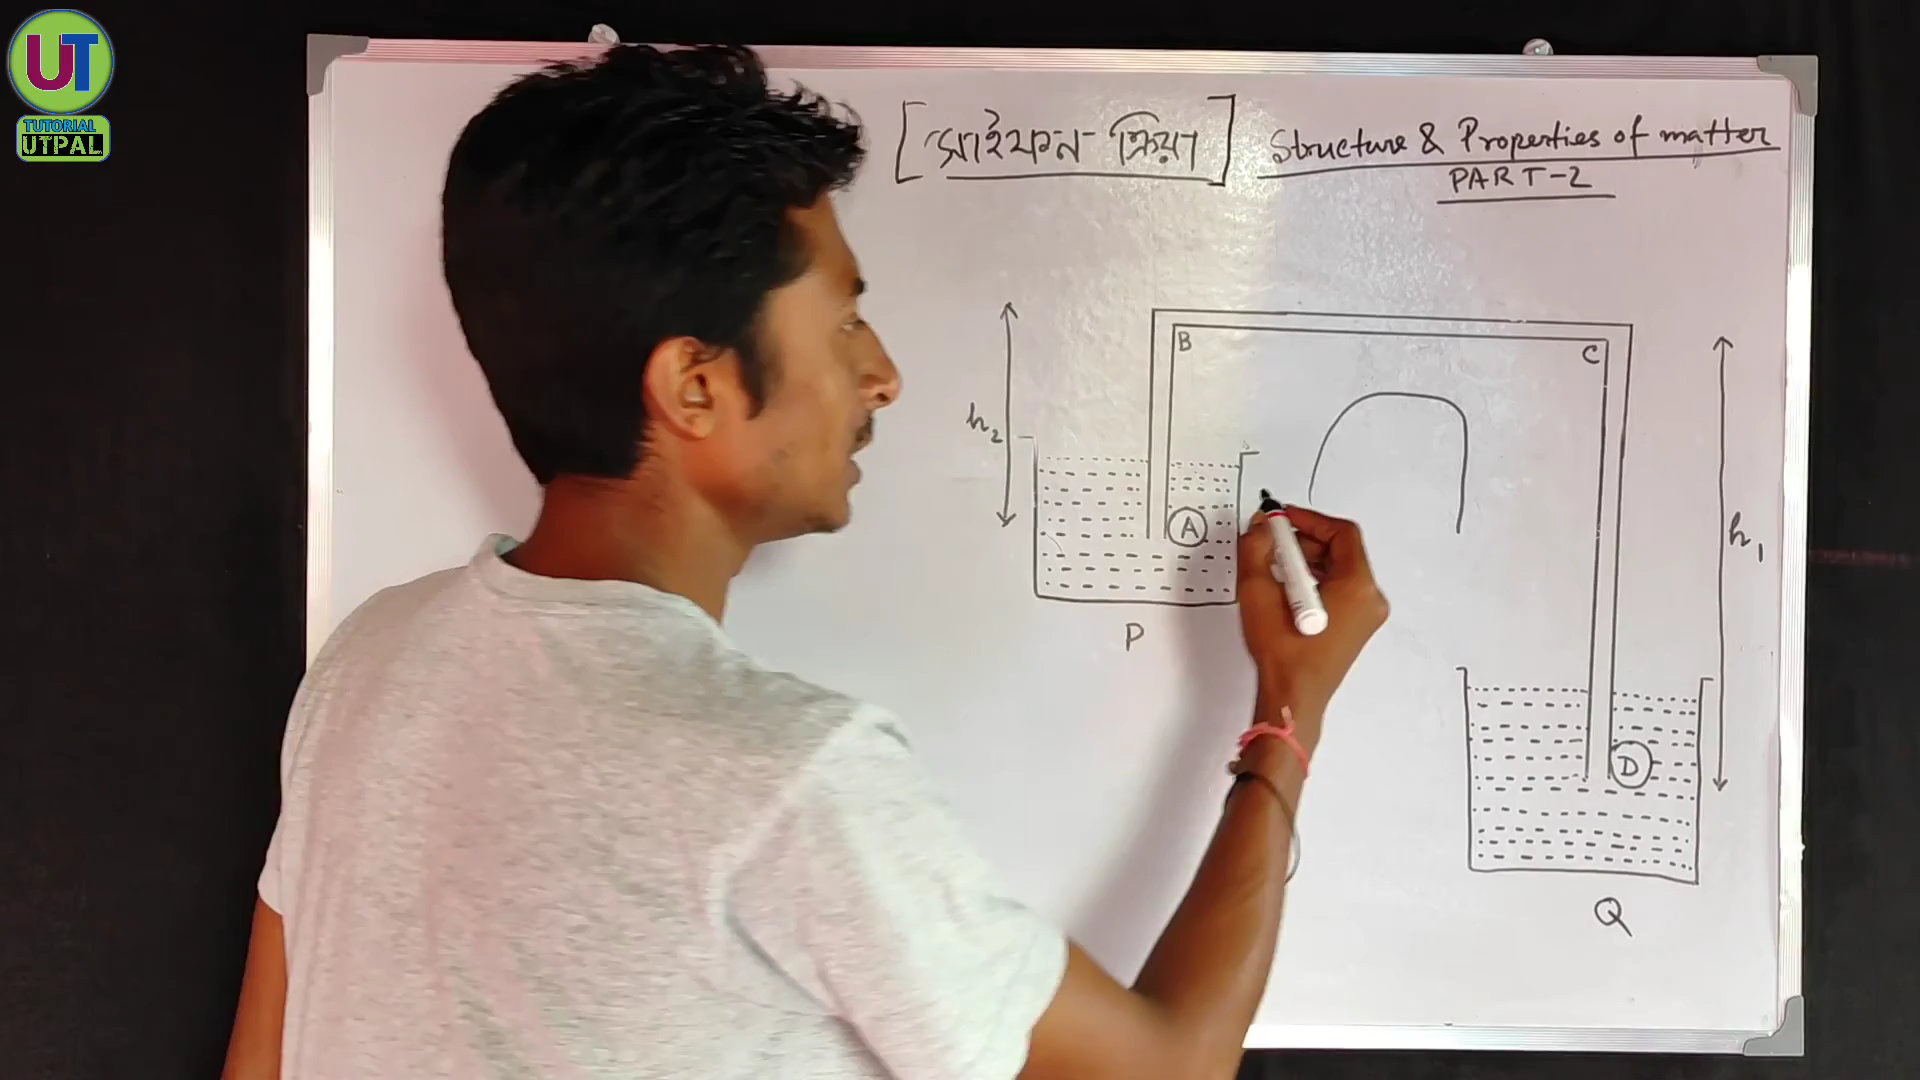 UT
TUTORIAL
UTPAL
[সাইফন ক্রিয়া] Structure & Properties of matter
PART-2
B
C
h2
h1
A
P
D
Q